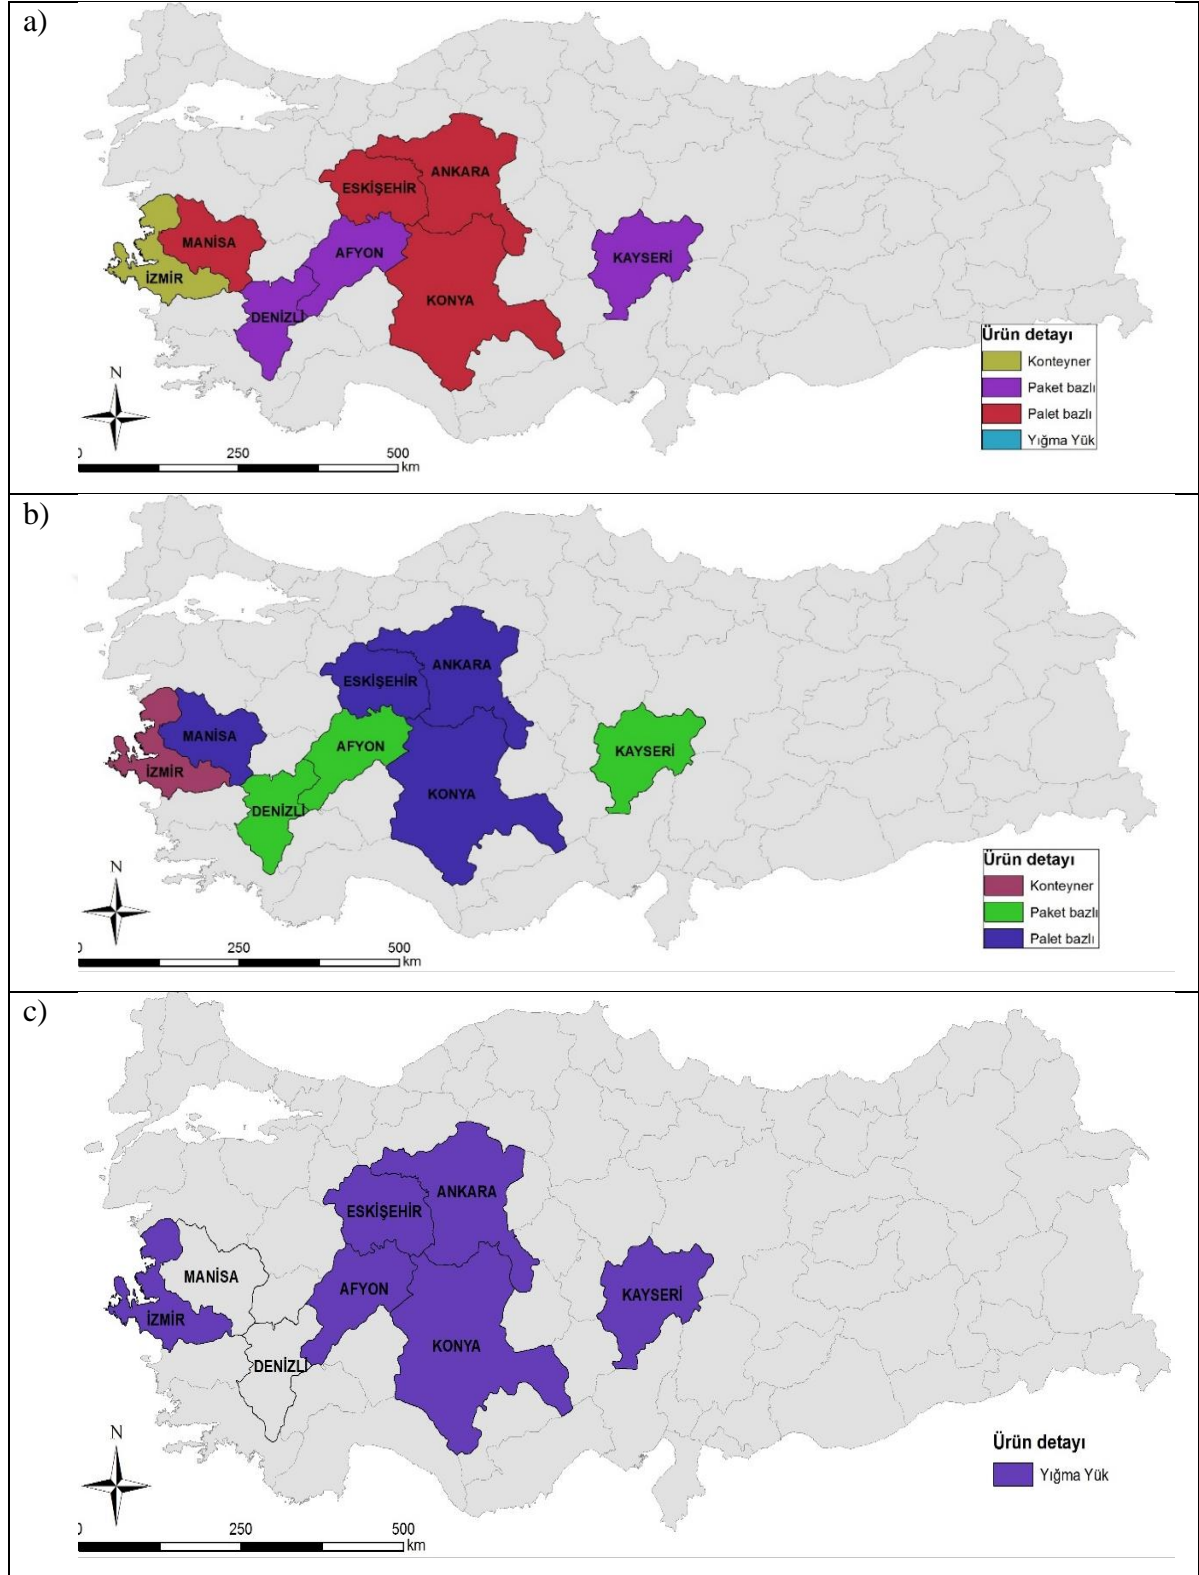 a)
ANKARA
ESKİŞEHİR
MANİSA
AFYON
KAYSERİ
İZMİR
KONYA
DENİZLİ
Ürün detayı
Konteyner
Paket bazlı
Palet bazlı
Yığma Yük
N
0 250 500
km
b)
ANKARA
ESKİŞEHİR
MANİSA
AFYON
KAYSERİ
İZMİR
KONYA
DENİZLİ
Ürün detayı
Konteyner
Paket bazlı
Palet bazlı
N
0 250 500
km
c)
ANKARA
ESKİŞEHİR
MANİSA
AFYON
KAYSERİ
İZMİR
KONYA
DENİZLİ
Ürün detayı
Yığma Yük
N
0 250 500
km